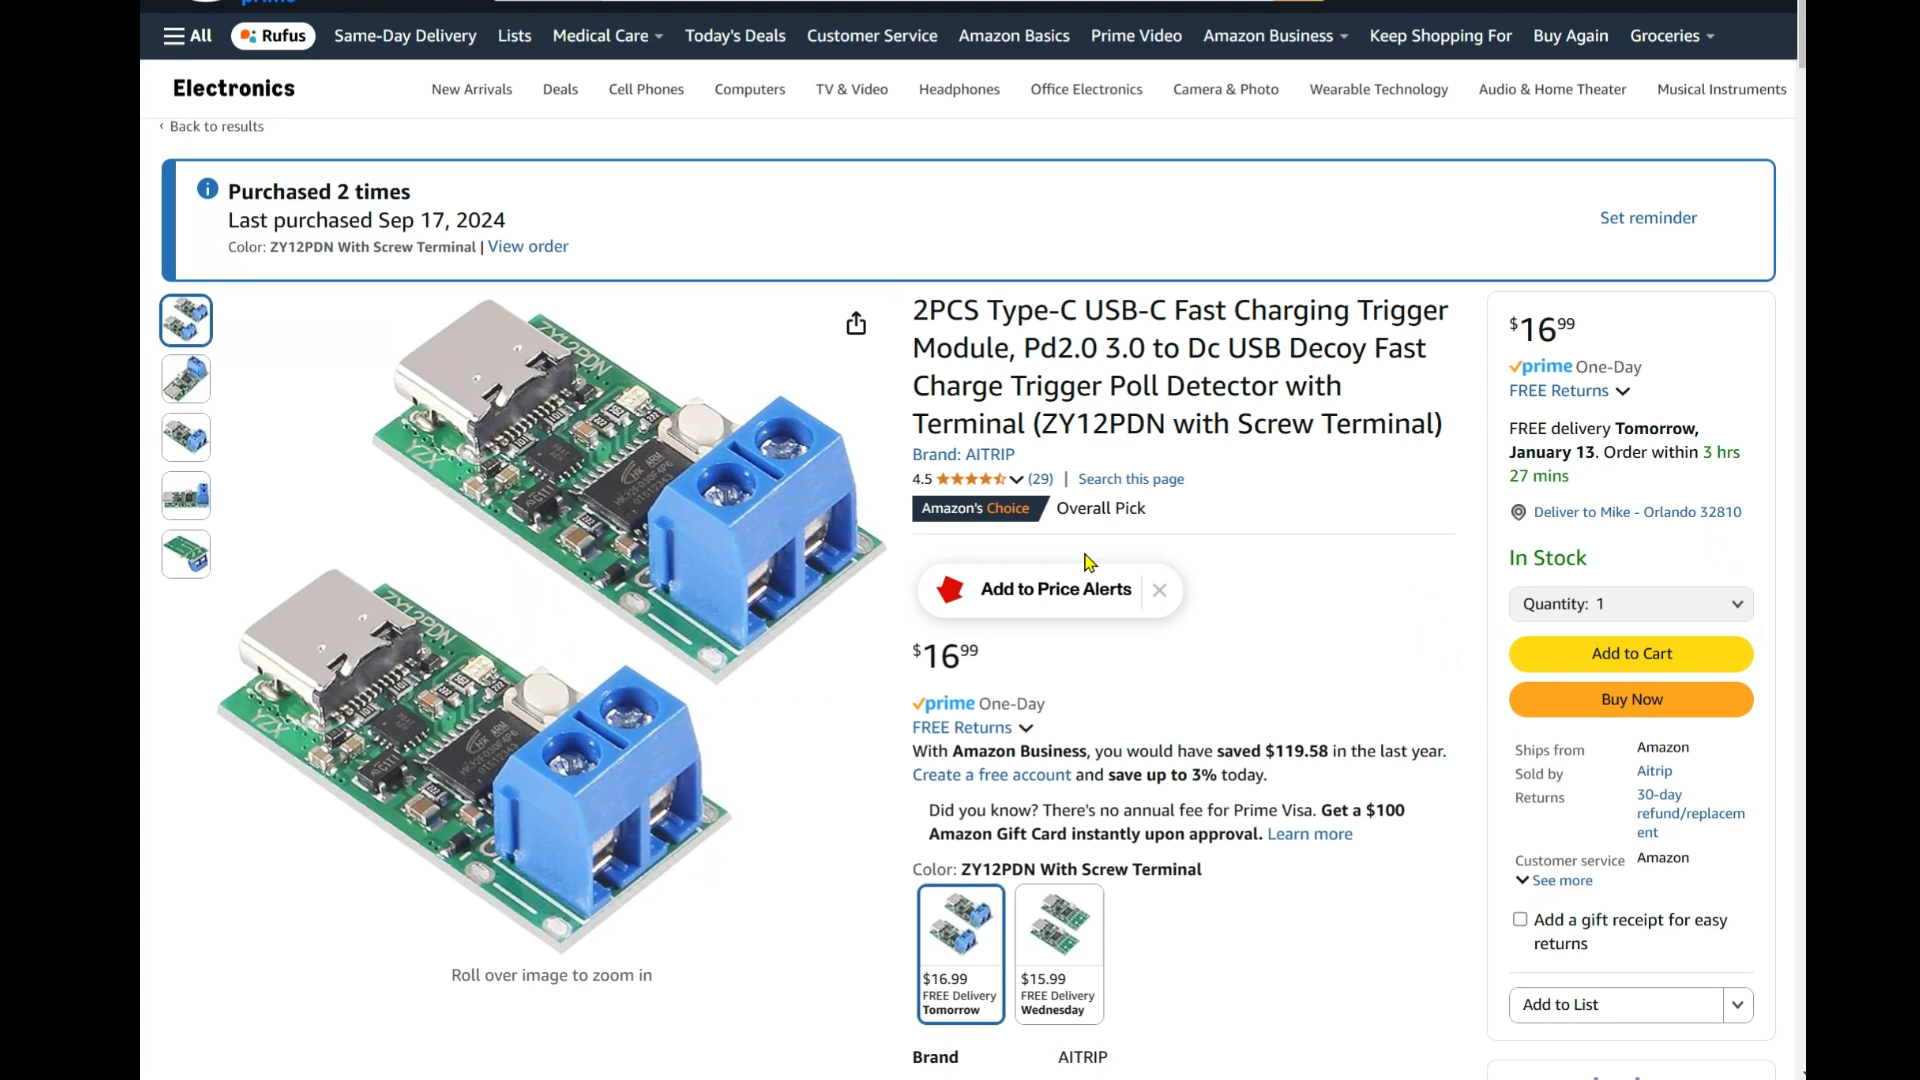 prime
All
Rufus
Same-Day Delivery
Lists
Medical Care
Today's Deals
Customer Service
Amazon Basics
Prime Video
Amazon Business
Keep Shopping For
Buy Again
Groceries
Electronics
New Arrivals
Deals
Cell Phones
Computers
TV & Video
Headphones
Office Electronics
Camera & Photo
Wearable Technology
Audio & Home Theater
Musical Instruments
‹ Back to results
Purchased 2 times
Last purchased Sep 17, 2024
Color: ZY12PDN With Screw Terminal | View order
Set reminder
ZY12PDN
YZX
ZY12PDN
YZX
Roll over image to zoom in
2PCS Type-C USB-C Fast Charging Trigger
Module, Pd2.0 3.0 to Dc USB Decoy Fast
Charge Trigger Poll Detector with
Terminal (ZY12PDN with Screw Terminal)
Brand: AITRIP
4.5 (29) | Search this page
Amazon's Choice Overall Pick
Add to Price Alerts
$16.99
prime One-Day
FREE Returns
With Amazon Business, you would have saved $119.58 in the last year.
Create a free account and save up to 3% today.
Did you know? There's no annual fee for Prime Visa. Get a $100
Amazon Gift Card instantly upon approval. Learn more
Color: ZY12PDN With Screw Terminal
$16.99
FREE Delivery
Tomorrow
$15.99
FREE Delivery
Wednesday
Brand AITRIP
$16.99
prime One-Day
FREE Returns
FREE delivery Tomorrow,
January 13. Order within 3 hrs
27 mins
Deliver to Mike - Orlando 32810
In Stock
Quantity: 1
Add to Cart
Buy Now
Ships from Amazon
Sold by Aitrip
Returns 30-day
refund/replacem
ent
Customer service Amazon
See more
Add a gift receipt for easy
returns
Add to List